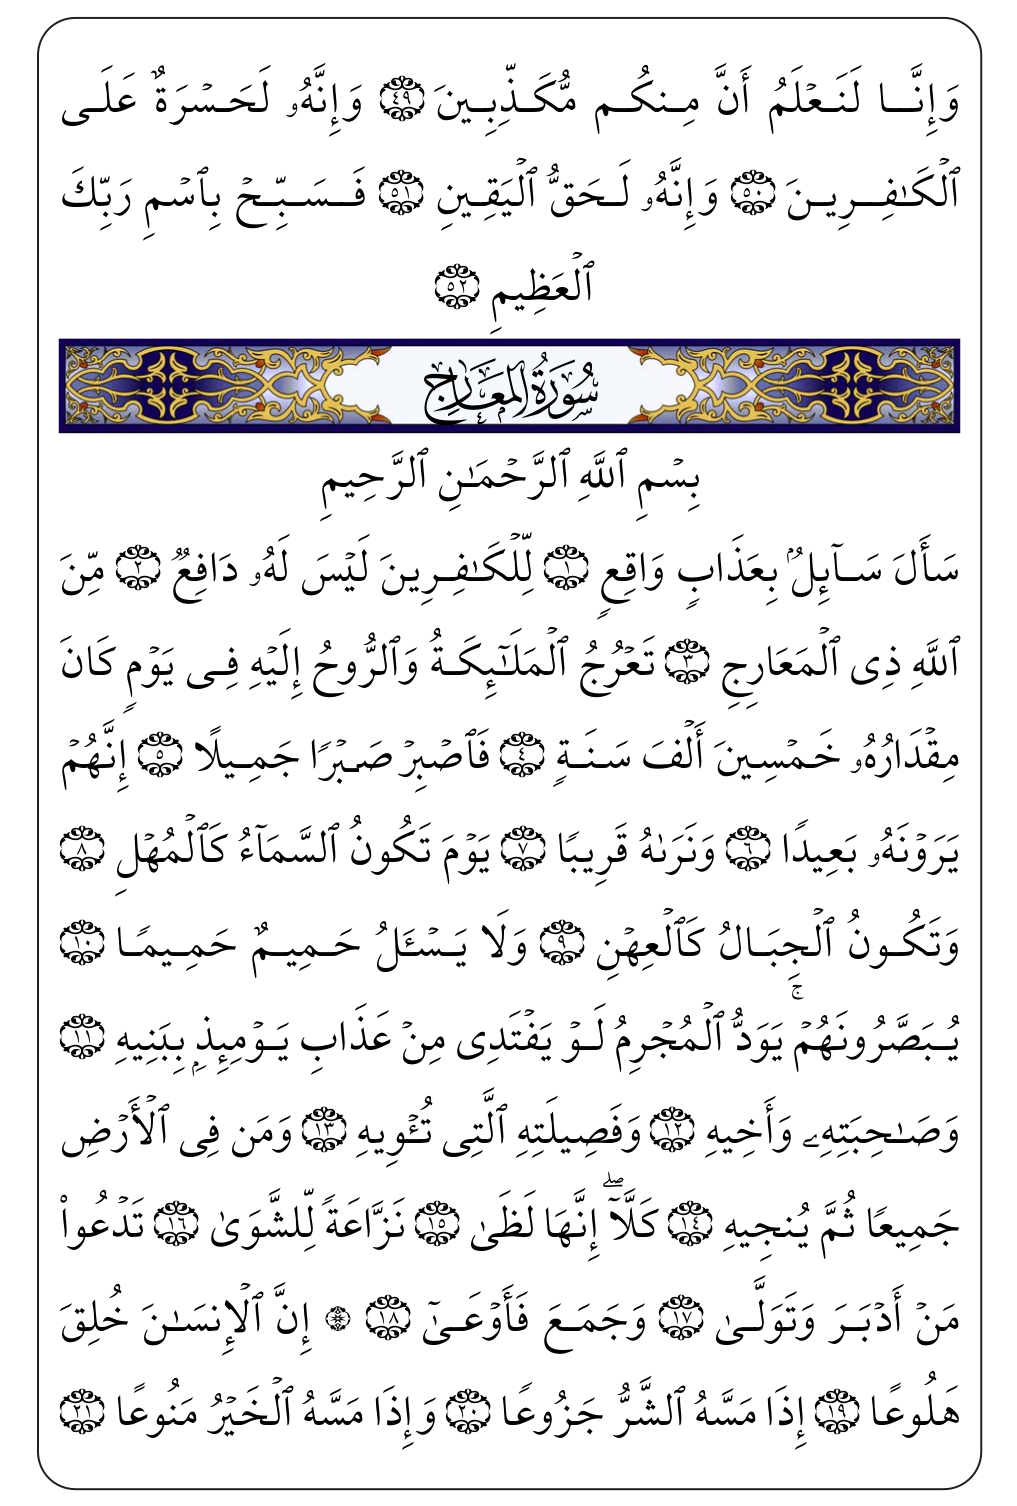 وَإِنَّا لَنَعۡلَمُ أَنَّ مِنكُم مُّكَذِّبِينَ ٤٩ وَإِنَّهُۥ لَحَسۡرَةٌ عَلَى
ٱلۡكَٰفِرِينَ ٥٠ وَإِنَّهُۥ لَحَقُّ ٱلۡيَقِينِ ٥١ فَسَبِّحۡ بِٱسۡمِ رَبِّكَ
ٱلۡعَظِيمِ ٥٢
سُورَةُ المَعَارِجِ
بِسۡمِ ٱللَّهِ ٱلرَّحۡمَٰنِ ٱلرَّحِيمِ
سَأَلَ سَآئِلُۢ بِعَذَابٖ وَاقِعٖ ١ لِّلۡكَٰفِرِينَ لَيۡسَ لَهُۥ دَافِعٞ ٢ مِّنَ
ٱللَّهِ ذِي ٱلۡمَعَارِجِ ٣ تَعۡرُجُ ٱلۡمَلَٰٓئِكَةُ وَٱلرُّوحُ إِلَيۡهِ فِي يَوۡمٖ كَانَ
مِقۡدَارُهُۥ خَمۡسِينَ أَلۡفَ سَنَةٖ ٤ فَٱصۡبِرۡ صَبۡرٗا جَمِيلًا ٥ إِنَّهُمۡ
يَرَوۡنَهُۥ بَعِيدٗا ٦ وَنَرَىٰهُ قَرِيبٗا ٧ يَوۡمَ تَكُونُ ٱلسَّمَآءُ كَٱلۡمُهۡلِ ٨
وَتَكُونُ ٱلۡجِبَالُ كَٱلۡعِهۡنِ ٩ وَلَا يَسۡـَٔلُ حَمِيمٌ حَمِيمٗا ١٠
يُبَصَّرُونَهُمۡۚ يَوَدُّ ٱلۡمُجۡرِمُ لَوۡ يَفۡتَدِي مِنۡ عَذَابِ يَوۡمِئِذِۭ بِبَنِيهِ ١١
وَصَٰحِبَتِهِۦ وَأَخِيهِ ١٢ وَفَصِيلَتِهِ ٱلَّتِي تُـٔۡوِيهِ ١٣ وَمَن فِي ٱلۡأَرۡضِ
جَمِيعٗا ثُمَّ يُنجِيهِ ١٤ كَلَّآۖ إِنَّهَا لَظَىٰ ١٥ نَزَّاعَةٗ لِّلشَّوَىٰ ١٦ تَدۡعُواْ
مَنۡ أَدۡبَرَ وَتَوَلَّىٰ ١٧ وَجَمَعَ فَأَوۡعَىٰٓ ١٨ ۞ إِنَّ ٱلۡإِنسَٰنَ خُلِقَ
هَلُوعًا ١٩ إِذَا مَسَّهُ ٱلشَّرُّ جَزُوعٗا ٢٠ وَإِذَا مَسَّهُ ٱلۡخَيۡرُ مَنُوعًا ٢١